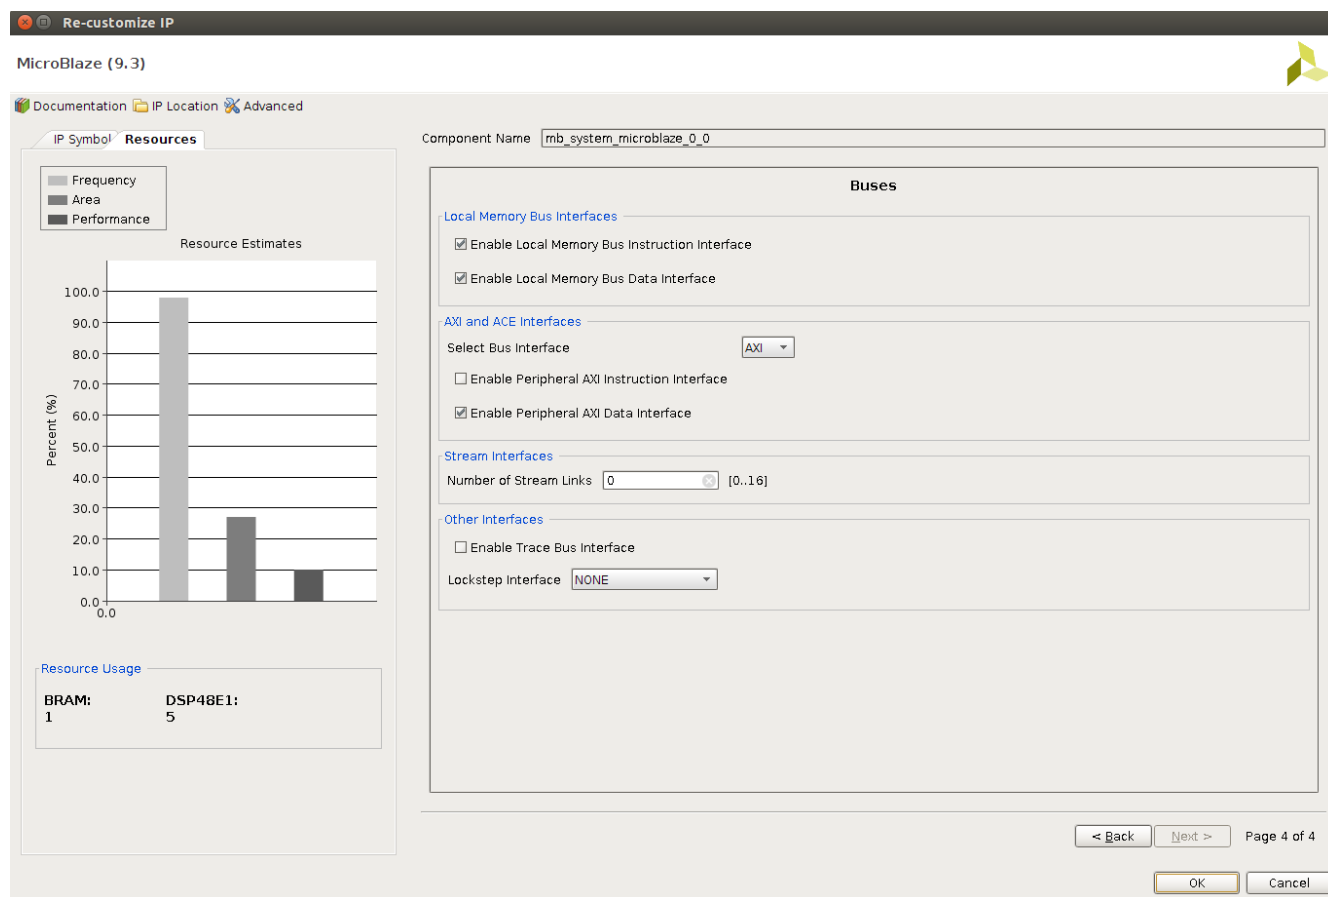 Re-customize IP
MicroBlaze (9.3)
Documentation IP Location Advanced
IP Symbol Resources
Frequency
Area
Performance
Resource Estimates
100.0
90.0
80.0
70.0
60.0
50.0
40.0
30.0
20.0
10.0
0.0
0.0
Percent (%)
Resource Usage
BRAM: DSP48E1:
1 5
Component Name mb_system_microblaze_0_0
Buses
Local Memory Bus Interfaces
Enable Local Memory Bus Instruction Interface
Enable Local Memory Bus Data Interface
AXI and ACE Interfaces
Select Bus Interface AXI
Enable Peripheral AXI Instruction Interface
Enable Peripheral AXI Data Interface
Stream Interfaces
Number of Stream Links 0 [0..16]
Other Interfaces
Enable Trace Bus Interface
Lockstep Interface NONE
< Back Next > Page 4 of 4
OK Cancel